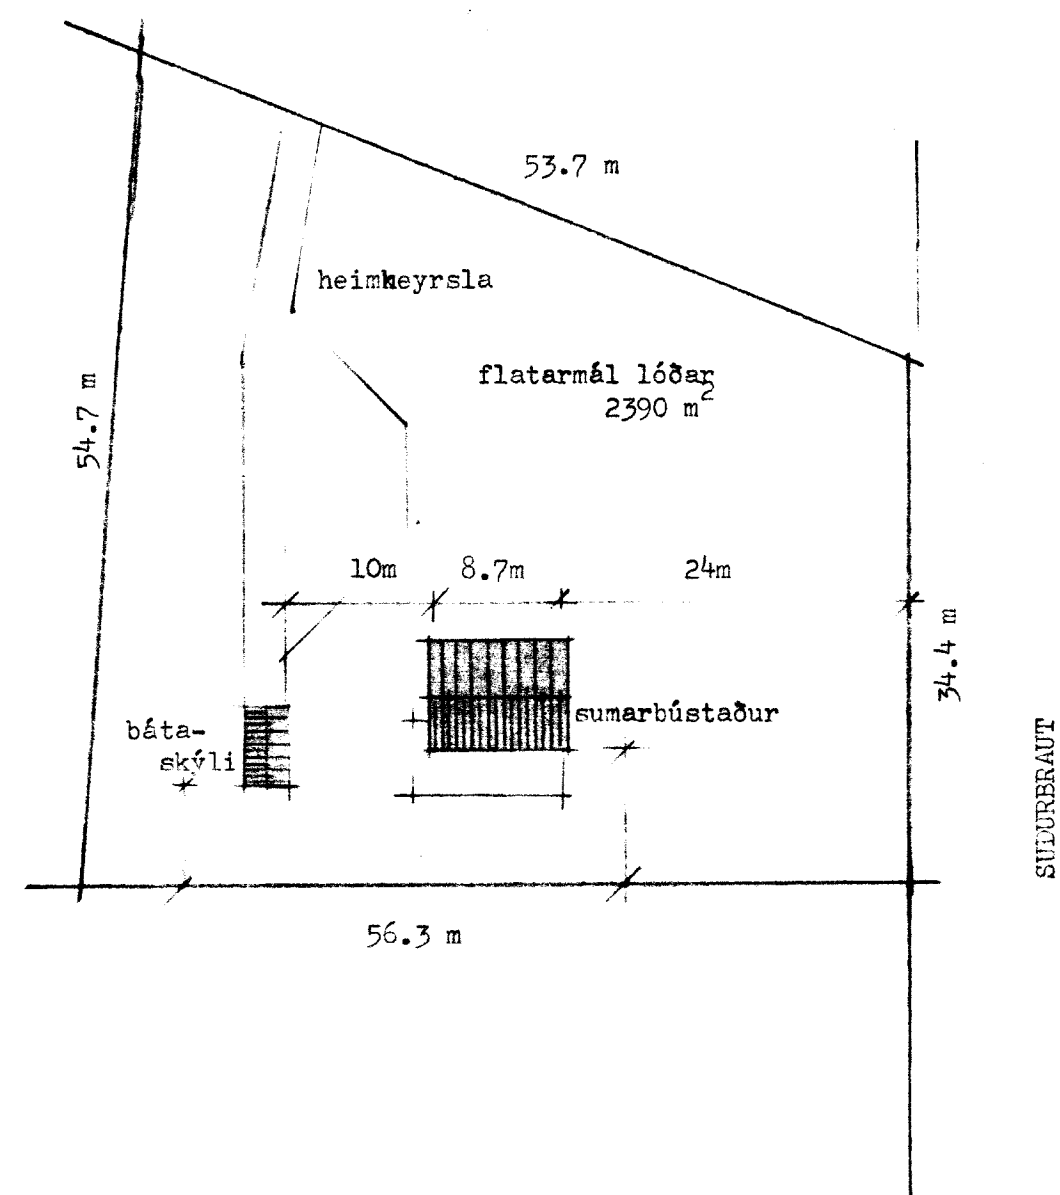 53.7 m
heimkeyrsla
flatarmál lóðar
2390 m²
54.7 m
10m
8.7m
24m
34.4 m
sumarbústaður
báta-
skýli
SUÐURBRAUT
56.3 m